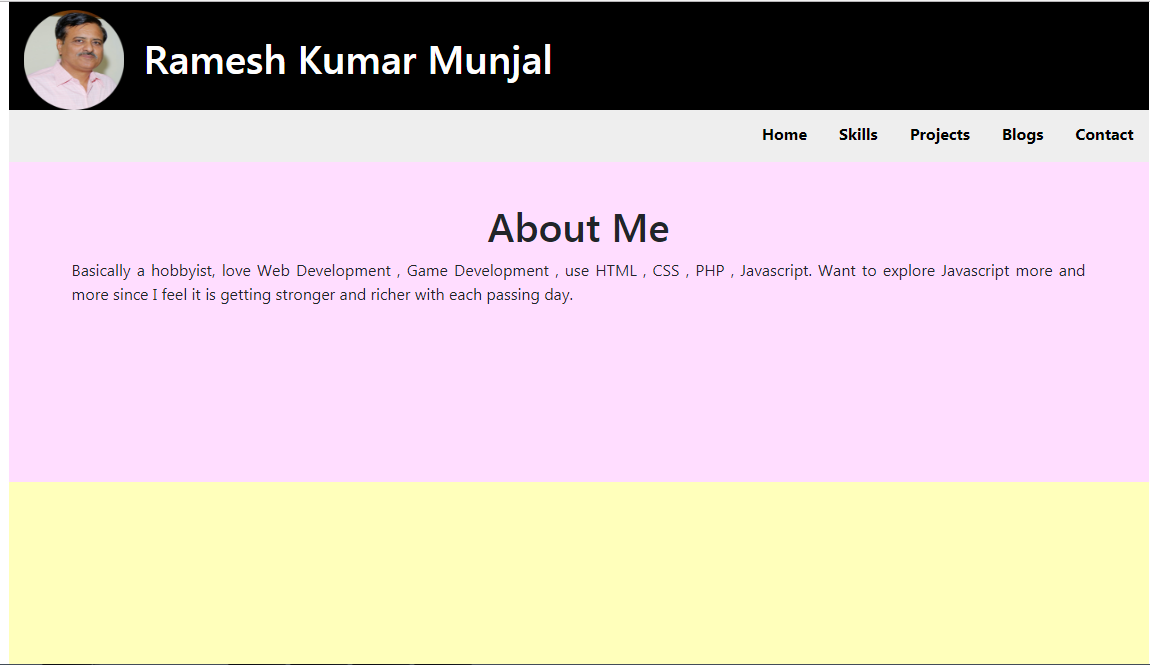 Ramesh Kumar Munjal
Home Skills Projects Blogs Contact
About Me
Basically a hobbyist, love Web Development , Game Development , use HTML , CSS , PHP , Javascript. Want to explore Javascript more and
more since I feel it is getting stronger and richer with each passing day.